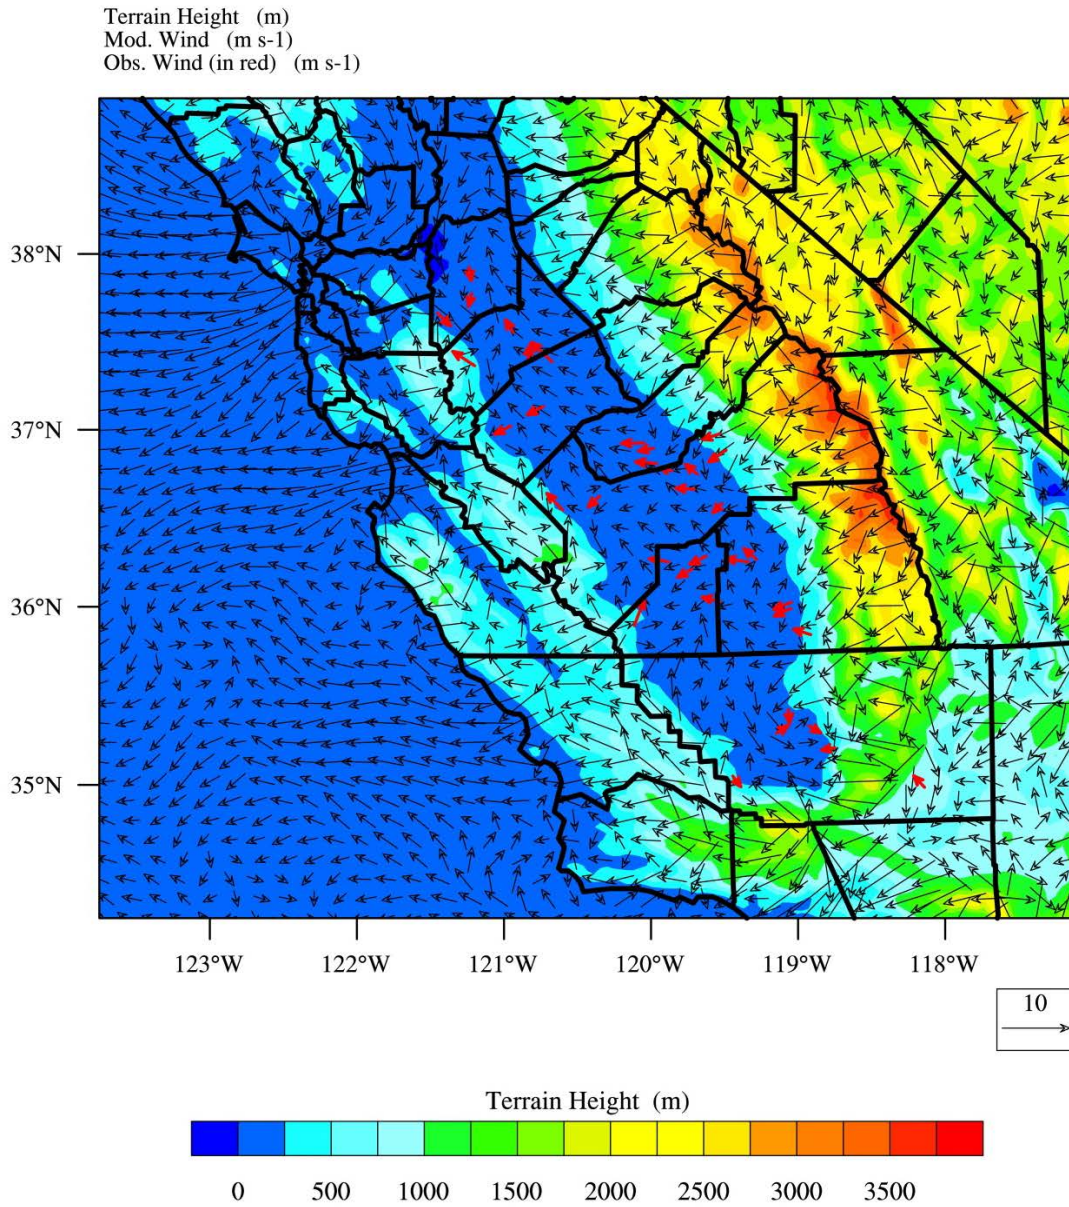 Terrain Height (m)
Mod. Wind (m s-1)
Obs. Wind (in red) (m s-1)
38°N
37°N
36°N
35°N
123°W 122°W 121°W 120°W 119°W 118°W
10
Terrain Height (m)
0 500 1000 1500 2000 2500 3000 3500